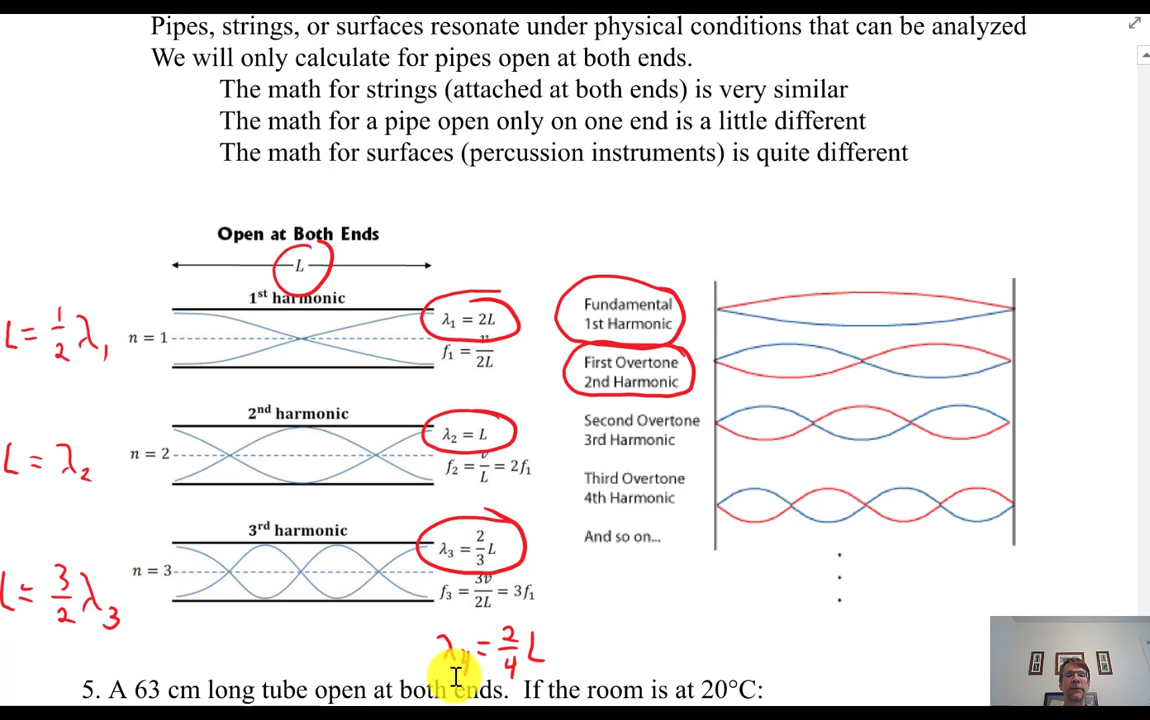 Pipes, strings, or surfaces resonate under physical conditions that can be analyzed
We will only calculate for pipes open at both ends.
The math for strings (attached at both ends) is very similar
The math for a pipe open only on one end is a little different
The math for surfaces (percussion instruments) is quite different
Open at Both Ends
L
1st harmonic
L = 1/2 λ₁
n = 1
λ₁ = 2L
f₁ = v/2L
2nd harmonic
L = λ₂
n = 2
λ₂ = L
f₂ = v/L = 2f₁
3rd harmonic
L = 3/2 λ₃
n = 3
λ₃ = 2/3 L
f₃ = 3v/2L = 3f₁
λ₄ = 2/4 L
Fundamental
1st Harmonic
First Overtone
2nd Harmonic
Second Overtone
3rd Harmonic
Third Overtone
4th Harmonic
And so on...
5. A 63 cm long tube open at both ends. If the room is at 20°C: